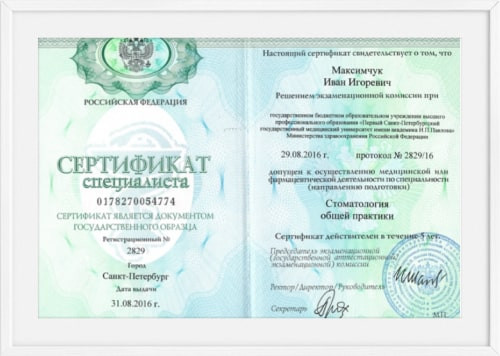 РОССИЙСКАЯ ФЕДЕРАЦИЯ
СЕРТИФИКАТ
специалиста
0178270054774
СЕРТИФИКАТ ЯВЛЯЕТСЯ ДОКУМЕНТОМ
ГОСУДАРСТВЕННОГО ОБРАЗЦА
Регистрационный №
2829
Город
Санкт-Петербург
Дата выдачи
31.08.2016 г.
Настоящий сертификат свидетельствует о том, что
Максимчук
Иван Игоревич
Решением экзаменационной комиссии при
государственном бюджетном образовательном учреждении высшего
профессионального образования «Первый Санкт-Петербургский
государственный медицинский университет имени академика И.П.Павлова»
Министерства здравоохранения Российской Федерации
29.08.2016 г. протокол № 2829/16
допущен к осуществлению медицинской или
фармацевтической деятельности по специальности
(направлению подготовки)
Стоматология
общей практики
Сертификат действителен в течение 5 лет.
Председатель экзаменационной
(государственной аттестационной/
экзаменационной) комиссии
Ректор/Директор/Руководитель
Секретарь
М.П.